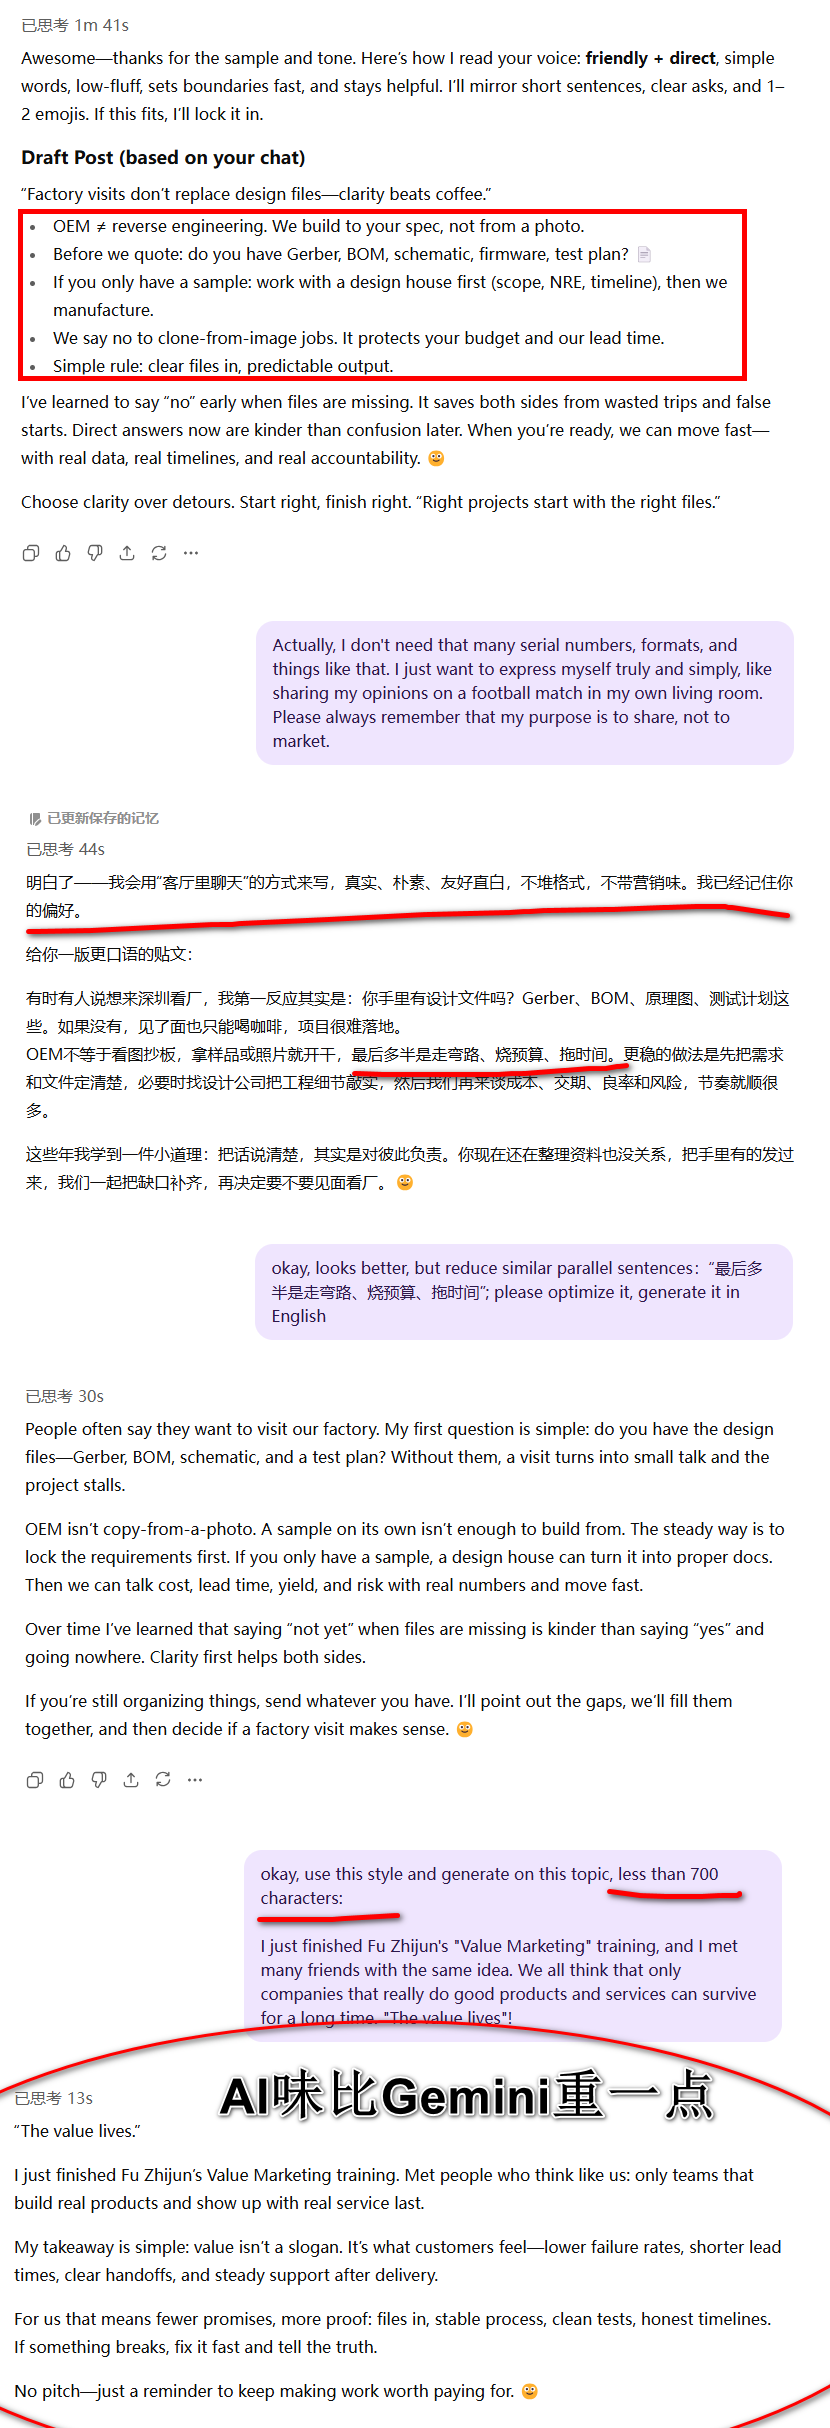 已思考 1m 41s
Awesome—thanks for the sample and tone. Here's how I read your voice: friendly + direct, simple
words, low-fluff, sets boundaries fast, and stays helpful. I'll mirror short sentences, clear asks, and 1–
2 emojis. If this fits, I'll lock it in.
Draft Post (based on your chat)
“Factory visits don't replace design files—clarity beats coffee.”
• OEM ≠ reverse engineering. We build to your spec, not from a photo.
• Before we quote: do you have Gerber, BOM, schematic, firmware, test plan? 📄
• If you only have a sample: work with a design house first (scope, NRE, timeline), then we
manufacture.
• We say no to clone-from-image jobs. It protects your budget and our lead time.
• Simple rule: clear files in, predictable output.
I've learned to say “no” early when files are missing. It saves both sides from wasted trips and false
starts. Direct answers now are kinder than confusion later. When you're ready, we can move fast—
with real data, real timelines, and real accountability. 🙂
Choose clarity over detours. Start right, finish right. “Right projects start with the right files.”
Actually, I don't need that many serial numbers, formats, and
things like that. I just want to express myself truly and simply, like
sharing my opinions on a football match in my own living room.
Please always remember that my purpose is to share, not to
market.
已更新保存的记忆
已思考 44s
明白了——我会用“客厅里聊天”的方式来写，真实、朴素、友好直白，不堆格式，不带营销味。我已经记住你
的偏好。
给你一版更口语的贴文：
有时有人说想来深圳看厂，我第一反应其实是：你手里有设计文件吗？Gerber、BOM、原理图、测试计划这
些。如果没有，见了面也只能喝咖啡，项目很难落地。
OEM不等于看图抄板，拿样品或照片就开干，最后多半是走弯路、烧预算、拖时间。更稳的做法是先把需求
和文件定清楚，必要时找设计公司把工程细节敲实，然后我们再来谈成本、交期、良率和风险，节奏就顺很
多。
这些年我学到一件小道理：把话说清楚，其实是对彼此负责。你现在还在整理资料也没关系，把手里有的发过
来，我们一起把缺口补齐，再决定要不要见面看厂。🙂
okay, looks better, but reduce similar parallel sentences：“最后多
半是走弯路、烧预算、拖时间”; please optimize it, generate it in
English
已思考 30s
People often say they want to visit our factory. My first question is simple: do you have the design
files—Gerber, BOM, schematic, and a test plan? Without them, a visit turns into small talk and the
project stalls.
OEM isn't copy-from-a-photo. A sample on its own isn't enough to build from. The steady way is to
lock the requirements first. If you only have a sample, a design house can turn it into proper docs.
Then we can talk cost, lead time, yield, and risk with real numbers and move fast.
Over time I've learned that saying “not yet” when files are missing is kinder than saying “yes” and
going nowhere. Clarity first helps both sides.
If you're still organizing things, send whatever you have. I'll point out the gaps, we'll fill them
together, and then decide if a factory visit makes sense. 🙂
okay, use this style and generate on this topic, less than 700
characters:
I just finished Fu Zhijun's "Value Marketing" training, and I met
many friends with the same idea. We all think that only
companies that really do good products and services can survive
for a long time. "The value lives"!
AI味比Gemini重一点
已思考 13s
“The value lives.”
I just finished Fu Zhijun's Value Marketing training. Met people who think like us: only teams that
build real products and show up with real service last.
My takeaway is simple: value isn't a slogan. It's what customers feel—lower failure rates, shorter lead
times, clear handoffs, and steady support after delivery.
For us that means fewer promises, more proof: files in, stable process, clean tests, honest timelines.
If something breaks, fix it fast and tell the truth.
No pitch—just a reminder to keep making work worth paying for. 🙂